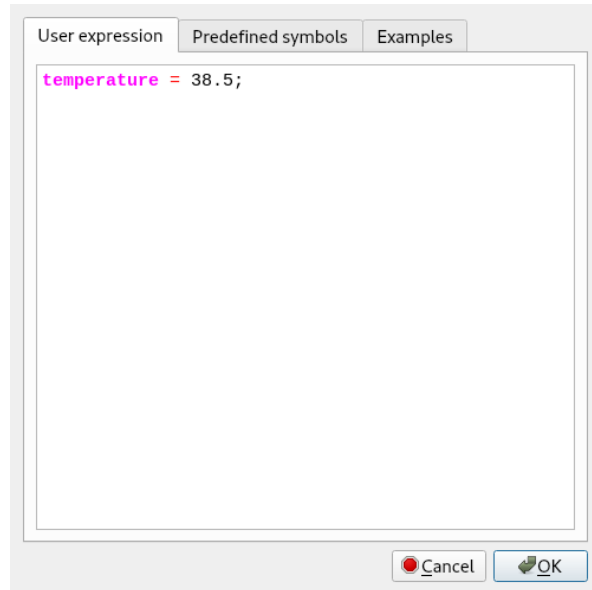 User expression Predefined symbols Examples
temperature = 38.5;
Cancel OK